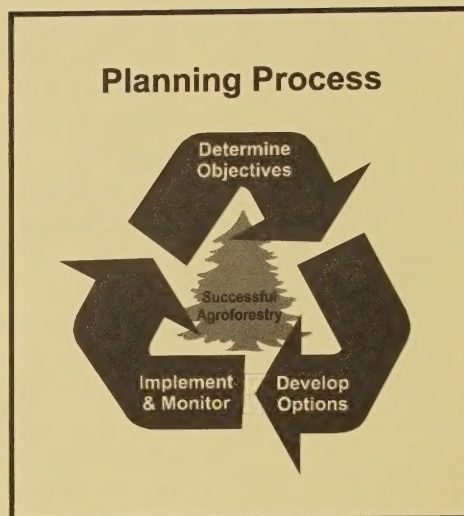 Planning Process
Determine
Objectives
Successful
Agroforestry
Implement
& Monitor
Develop
Options